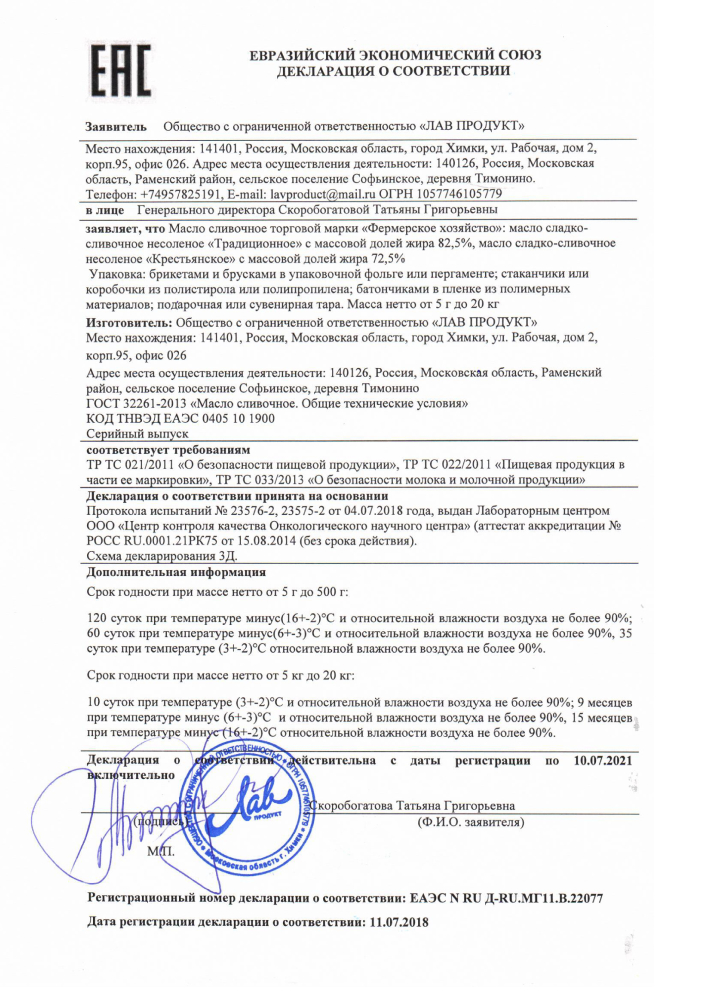 ЕАС
ЕВРАЗИЙСКИЙ ЭКОНОМИЧЕСКИЙ СОЮЗ
ДЕКЛАРАЦИЯ О СООТВЕТСТВИИ
Заявитель Общество с ограниченной ответственностью «ЛАВ ПРОДУКТ»
Место нахождения: 141401, Россия, Московская область, город Химки, ул. Рабочая, дом 2,
корп.95, офис 026. Адрес места осуществления деятельности: 140126, Россия, Московская
область, Раменский район, сельское поселение Софьинское, деревня Тимонино.
Телефон: +74957825191, E-mail: lavproduct@mail.ru ОГРН 1057746105779
в лице Генерального директора Скоробогатовой Татьяны Григорьевны
заявляет, что Масло сливочное торговой марки «Фермерское хозяйство»: масло сладко-
сливочное несоленое «Традиционное» с массовой долей жира 82,5%, масло сладко-сливочное
несоленое «Крестьянское» с массовой долей жира 72,5%
Упаковка: брикетами и брусками в упаковочной фольге или пергаменте; стаканчики или
коробочки из полистирола или полипропилена; батончиками в пленке из полимерных
материалов; подарочная или сувенирная тара. Масса нетто от 5 г до 20 кг
Изготовитель: Общество с ограниченной ответственностью «ЛАВ ПРОДУКТ»
Место нахождения: 141401, Россия, Московская область, город Химки, ул. Рабочая, дом 2,
корп.95, офис 026
Адрес места осуществления деятельности: 140126, Россия, Московская область, Раменский
район, сельское поселение Софьинское, деревня Тимонино
ГОСТ 32261-2013 «Масло сливочное. Общие технические условия»
КОД ТНВЭД ЕАЭС 0405 10 1900
Серийный выпуск
соответствует требованиям
ТР ТС 021/2011 «О безопасности пищевой продукции», ТР ТС 022/2011 «Пищевая продукция в
части ее маркировки», ТР ТС 033/2013 «О безопасности молока и молочной продукции»
Декларация о соответствии принята на основании
Протокола испытаний № 23576-2, 23575-2 от 04.07.2018 года, выдан Лабораторным центром
ООО «Центр контроля качества Онкологического научного центра» (аттестат аккредитации №
РОСС RU.0001.21РК75 от 15.08.2014 (без срока действия).
Схема декларирования 3Д.
Дополнительная информация
Срок годности при массе нетто от 5 г до 500 г:
120 суток при температуре минус(16+-2)°С и относительной влажности воздуха не более 90%;
60 суток при температуре минус(6+-3)°С и относительной влажности воздуха не более 90%, 35
суток при температуре (3+-2)°С относительной влажности воздуха не более 90%.
Срок годности при массе нетто от 5 кг до 20 кг:
10 суток при температуре (3+-2)°С и относительной влажности воздуха не более 90%; 9 месяцев
при температуре минус (6+-3)°С и относительной влажности воздуха не более 90%, 15 месяцев
при температуре минус (16+-2)°С относительной влажности воздуха не более 90%.
Декларация о соответствии действительна с даты регистрации по 10.07.2021
включительно
Скоробогатова Татьяна Григорьевна
(подпись) (Ф.И.О. заявителя)
М.П.
ОБЩЕСТВО С ОГРАНИЧЕННОЙ ОТВЕТСТВЕННОСТЬЮ * ОГРН 1057746105779 * Московская область г. Химки *
Лав
ПРОДУКТ
Регистрационный номер декларации о соответствии: ЕАЭС N RU Д-RU.МГ11.В.22077
Дата регистрации декларации о соответствии: 11.07.2018